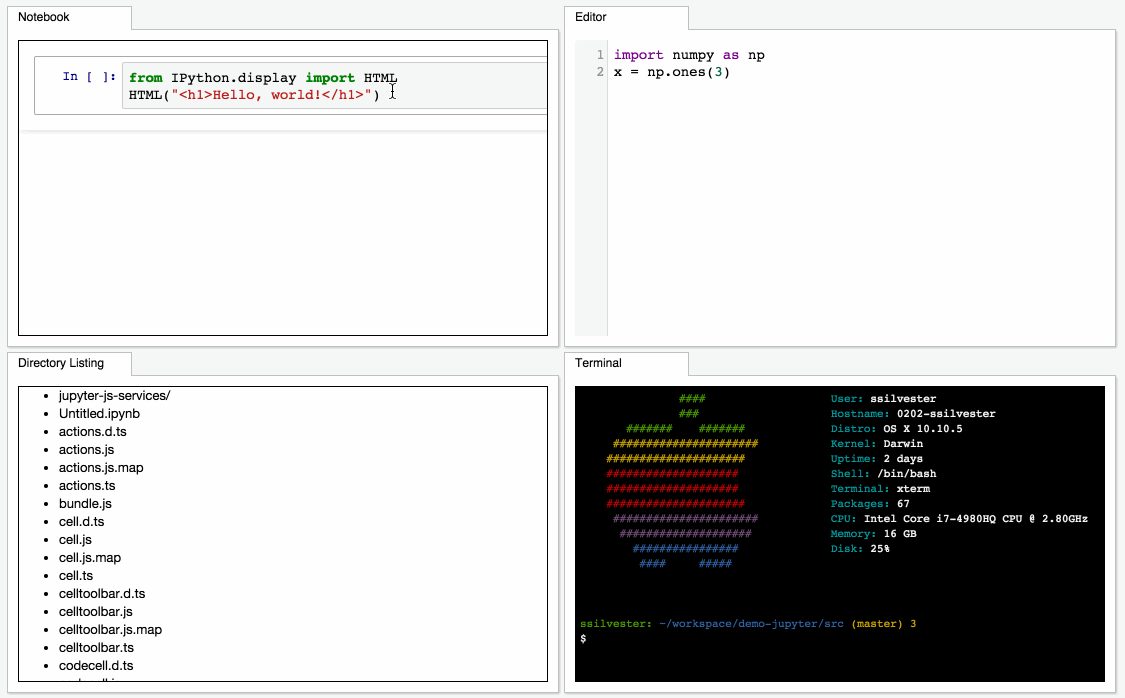 Notebook
In [ ]: from IPython.display import HTML
HTML("<h1>Hello, world!</h1>")
Editor
1 import numpy as np
2 x = np.ones(3)
Directory Listing
• jupyter-js-services/
• Untitled.ipynb
• actions.d.ts
• actions.js
• actions.js.map
• actions.ts
• bundle.js
• cell.d.ts
• cell.js
• cell.js.map
• cell.ts
• celltoolbar.d.ts
• celltoolbar.js
• celltoolbar.js.map
• celltoolbar.ts
• codecell.d.ts
Terminal
#### User: ssilvester
### Hostname: 0202-ssilvester
####### ####### Distro: OS X 10.10.5
###################### Kernel: Darwin
##################### Uptime: 2 days
#################### Shell: /bin/bash
#################### Terminal: xterm
##################### Packages: 67
###################### CPU: Intel Core i7-4980HQ CPU @ 2.80GHz
#################### Memory: 16 GB
################ Disk: 25%
#### #####
ssilvester: ~/workspace/demo-jupyter/src (master) 3
$